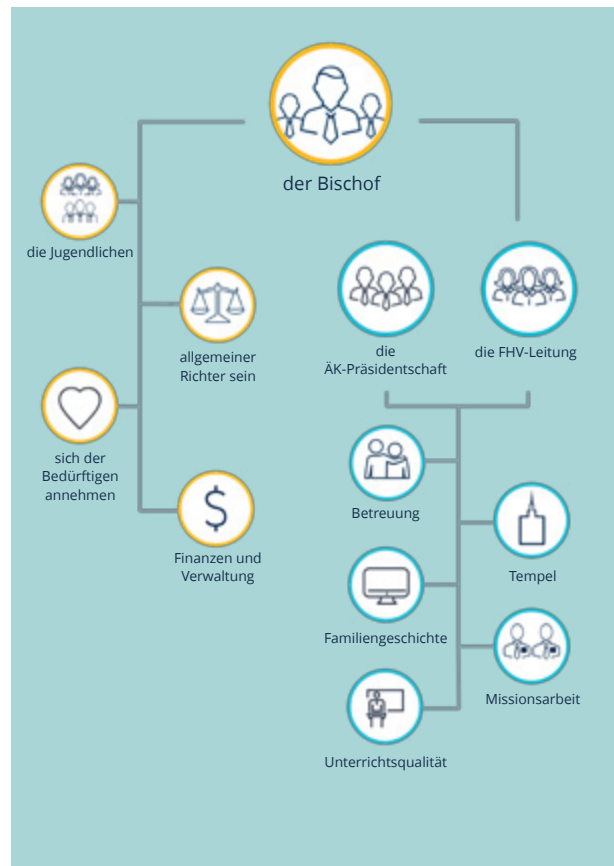 der Bischof
die Jugendlichen
allgemeiner
Richter sein
sich der
Bedürftigen
annehmen
$
Finanzen und
Verwaltung
die
ÄK-Präsidentschaft
die FHV-Leitung
Betreuung
Tempel
Familiengeschichte
Missionsarbeit
Unterrichtsqualität